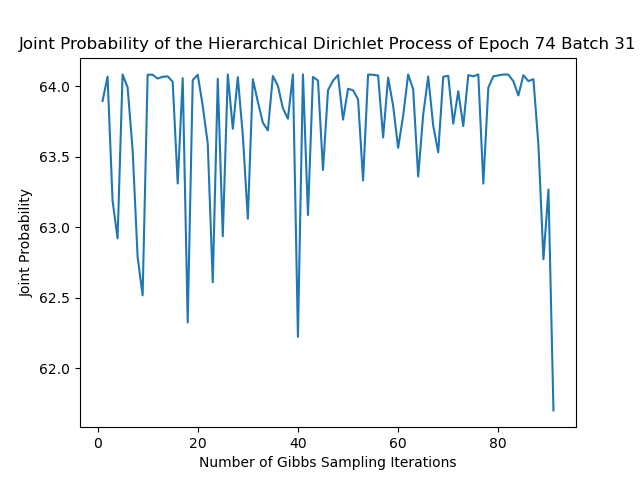 Joint Probability of the Hierarchical Dirichlet Process of Epoch 74 Batch 31
64.0
63.5
63.0
62.5
62.0
Joint Probability
0 20 40 60 80
Number of Gibbs Sampling Iterations